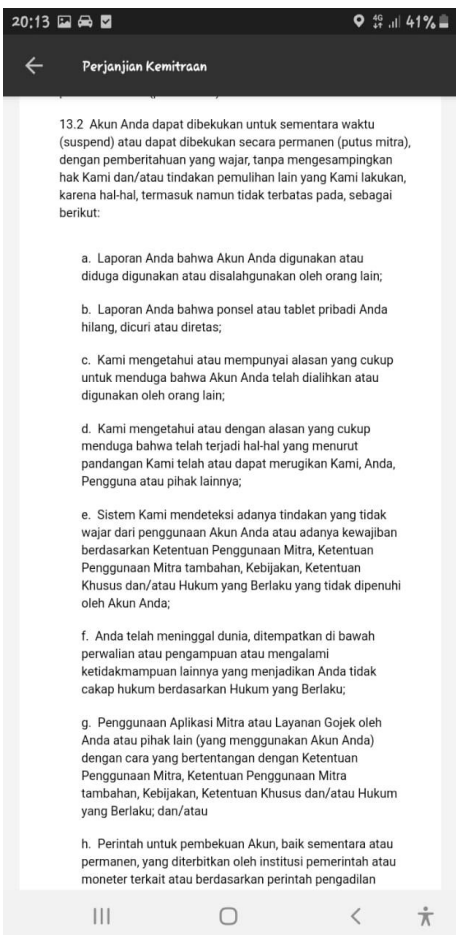 20:13
4G 41%
Perjanjian Kemitraan
13.2 Akun Anda dapat dibekukan untuk sementara waktu
(suspend) atau dapat dibekukan secara permanen (putus mitra),
dengan pemberitahuan yang wajar, tanpa mengesampingkan
hak Kami dan/atau tindakan pemulihan lain yang Kami lakukan,
karena hal-hal, termasuk namun tidak terbatas pada, sebagai
berikut:
a. Laporan Anda bahwa Akun Anda digunakan atau
diduga digunakan atau disalahgunakan oleh orang lain;
b. Laporan Anda bahwa ponsel atau tablet pribadi Anda
hilang, dicuri atau diretas;
c. Kami mengetahui atau mempunyai alasan yang cukup
untuk menduga bahwa Akun Anda telah dialihkan atau
digunakan oleh orang lain;
d. Kami mengetahui atau dengan alasan yang cukup
menduga bahwa telah terjadi hal-hal yang menurut
pandangan Kami telah atau dapat merugikan Kami, Anda,
Pengguna atau pihak lainnya;
e. Sistem Kami mendeteksi adanya tindakan yang tidak
wajar dari penggunaan Akun Anda atau adanya kewajiban
berdasarkan Ketentuan Penggunaan Mitra, Ketentuan
Penggunaan Mitra tambahan, Kebijakan, Ketentuan
Khusus dan/atau Hukum yang Berlaku yang tidak dipenuhi
oleh Akun Anda;
f. Anda telah meninggal dunia, ditempatkan di bawah
perwalian atau pengampuan atau mengalami
ketidakmampuan lainnya yang menjadikan Anda tidak
cakap hukum berdasarkan Hukum yang Berlaku;
g. Penggunaan Aplikasi Mitra atau Layanan Gojek oleh
Anda atau pihak lain (yang menggunakan Akun Anda)
dengan cara yang bertentangan dengan Ketentuan
Penggunaan Mitra, Ketentuan Penggunaan Mitra
tambahan, Kebijakan, Ketentuan Khusus dan/atau Hukum
yang Berlaku; dan/atau
h. Perintah untuk pembekuan Akun, baik sementara atau
permanen, yang diterbitkan oleh institusi pemerintah atau
moneter terkait atau berdasarkan perintah pengadilan